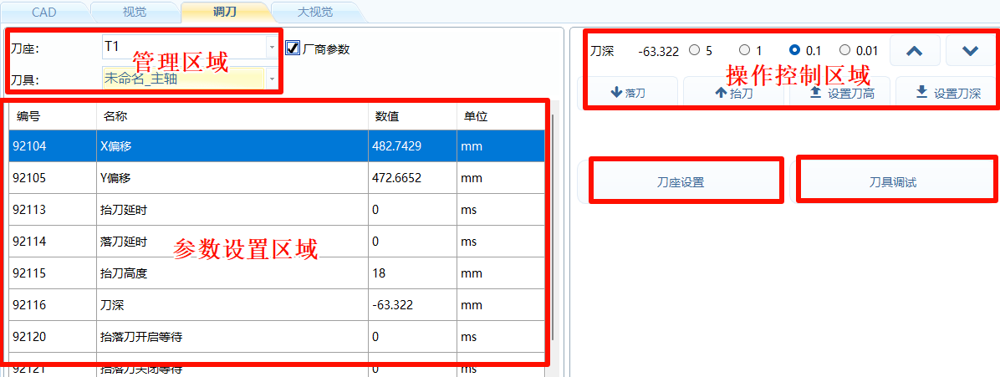 CAD 视觉 调刀 大视觉
刀座： T1 厂商参数
管理区域
刀具： 未命名_主轴
编号 名称 数值 单位
92104 X偏移 482.7429 mm
92105 Y偏移 472.6652 mm
92113 抬刀延时 0 ms
92114 落刀延时 0 ms
参数设置区域
92115 抬刀高度 18 mm
92116 刀深 -63.322 mm
92120 抬落刀开启等待 0 ms
92121 抬落刀关闭等待 0 ms
刀深 -63.322 5 1 0.1 0.01
操作控制区域
落刀 抬刀 设置刀高 设置刀深
刀座设置 刀具调试